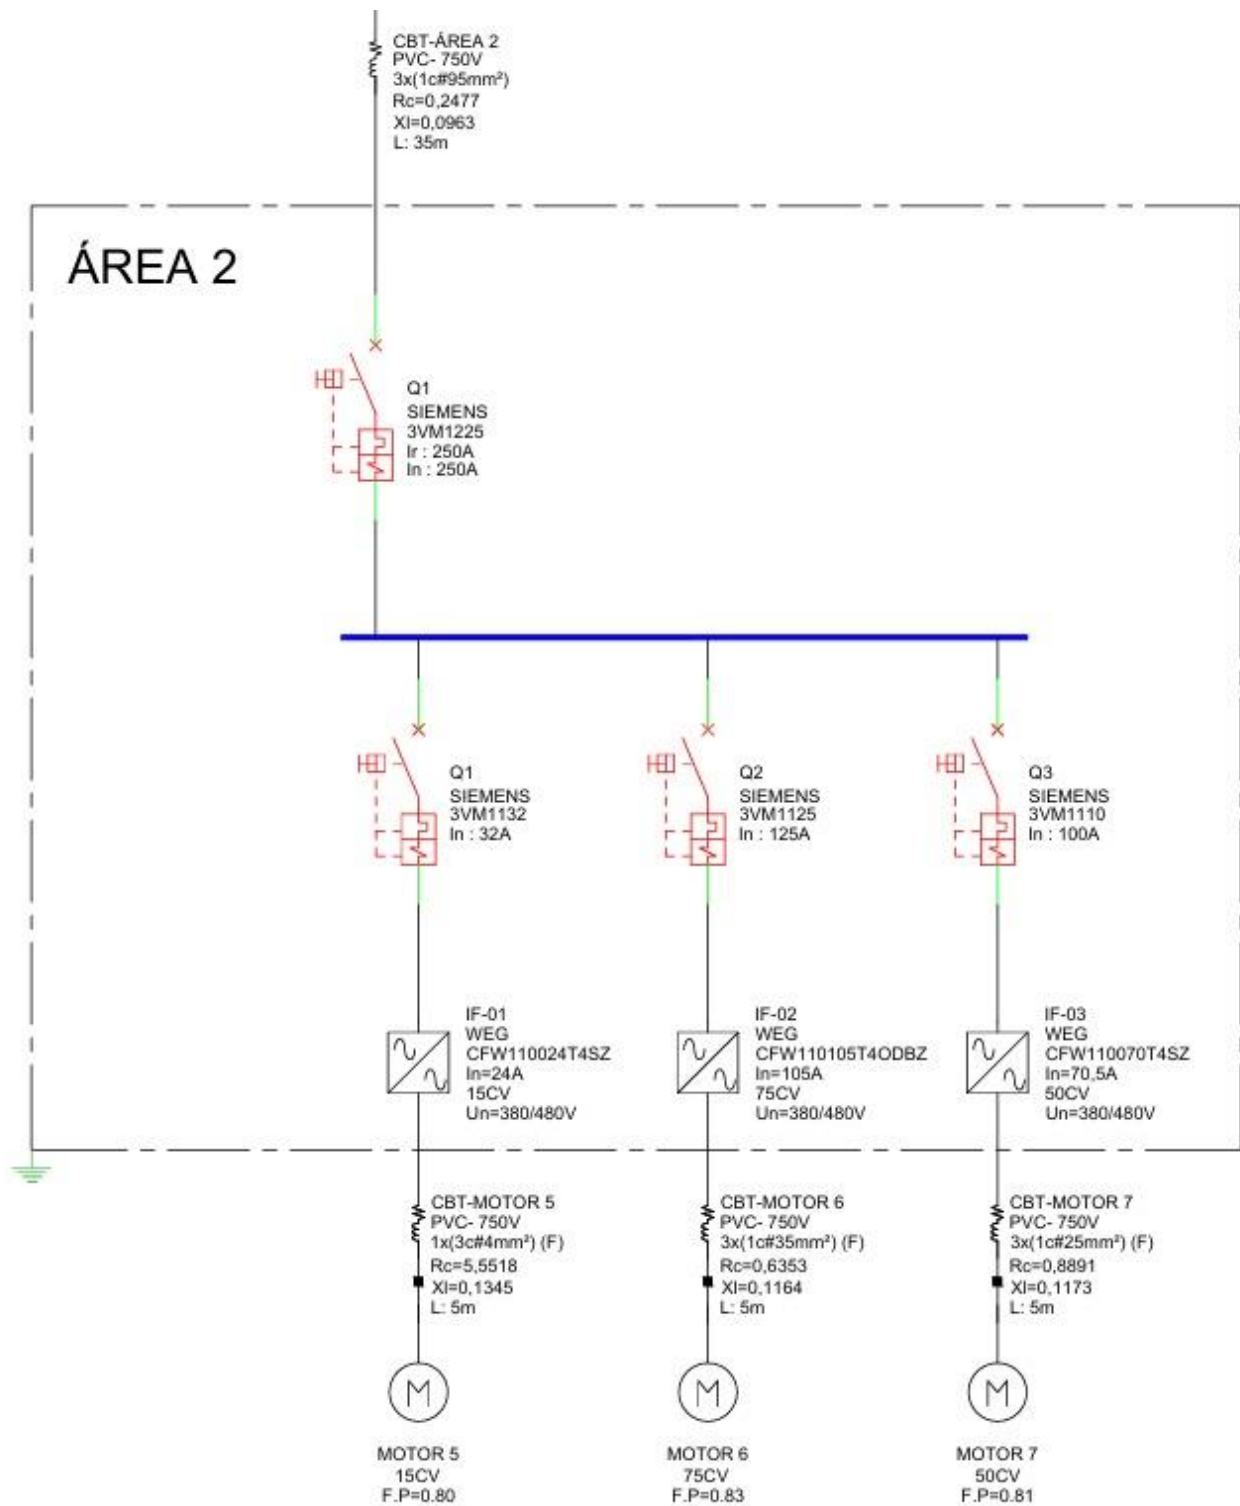 CBT-ÁREA 2
PVC- 750V
3x(1c#95mm²)
Rc=0,2477
Xl=0,0963
L: 35m
ÁREA 2
Q1
SIEMENS
3VM1225
Ir : 250A
In : 250A
Q1
SIEMENS
3VM1132
In : 32A
Q2
SIEMENS
3VM1125
In : 125A
Q3
SIEMENS
3VM1110
In : 100A
IF-01
WEG
CFW110024T4SZ
In=24A
15CV
Un=380/480V
IF-02
WEG
CFW110105T4ODBZ
In=105A
75CV
Un=380/480V
IF-03
WEG
CFW110070T4SZ
In=70,5A
50CV
Un=380/480V
CBT-MOTOR 5
PVC- 750V
1x(3c#4mm²) (F)
Rc=5,5518
Xl=0,1345
L: 5m
CBT-MOTOR 6
PVC- 750V
3x(1c#35mm²) (F)
Rc=0,6353
Xl=0,1164
L: 5m
CBT-MOTOR 7
PVC- 750V
3x(1c#25mm²) (F)
Rc=0,8891
Xl=0,1173
L: 5m
M
M
M
MOTOR 5
15CV
F.P=0.80
MOTOR 6
75CV
F.P=0.83
MOTOR 7
50CV
F.P=0.81